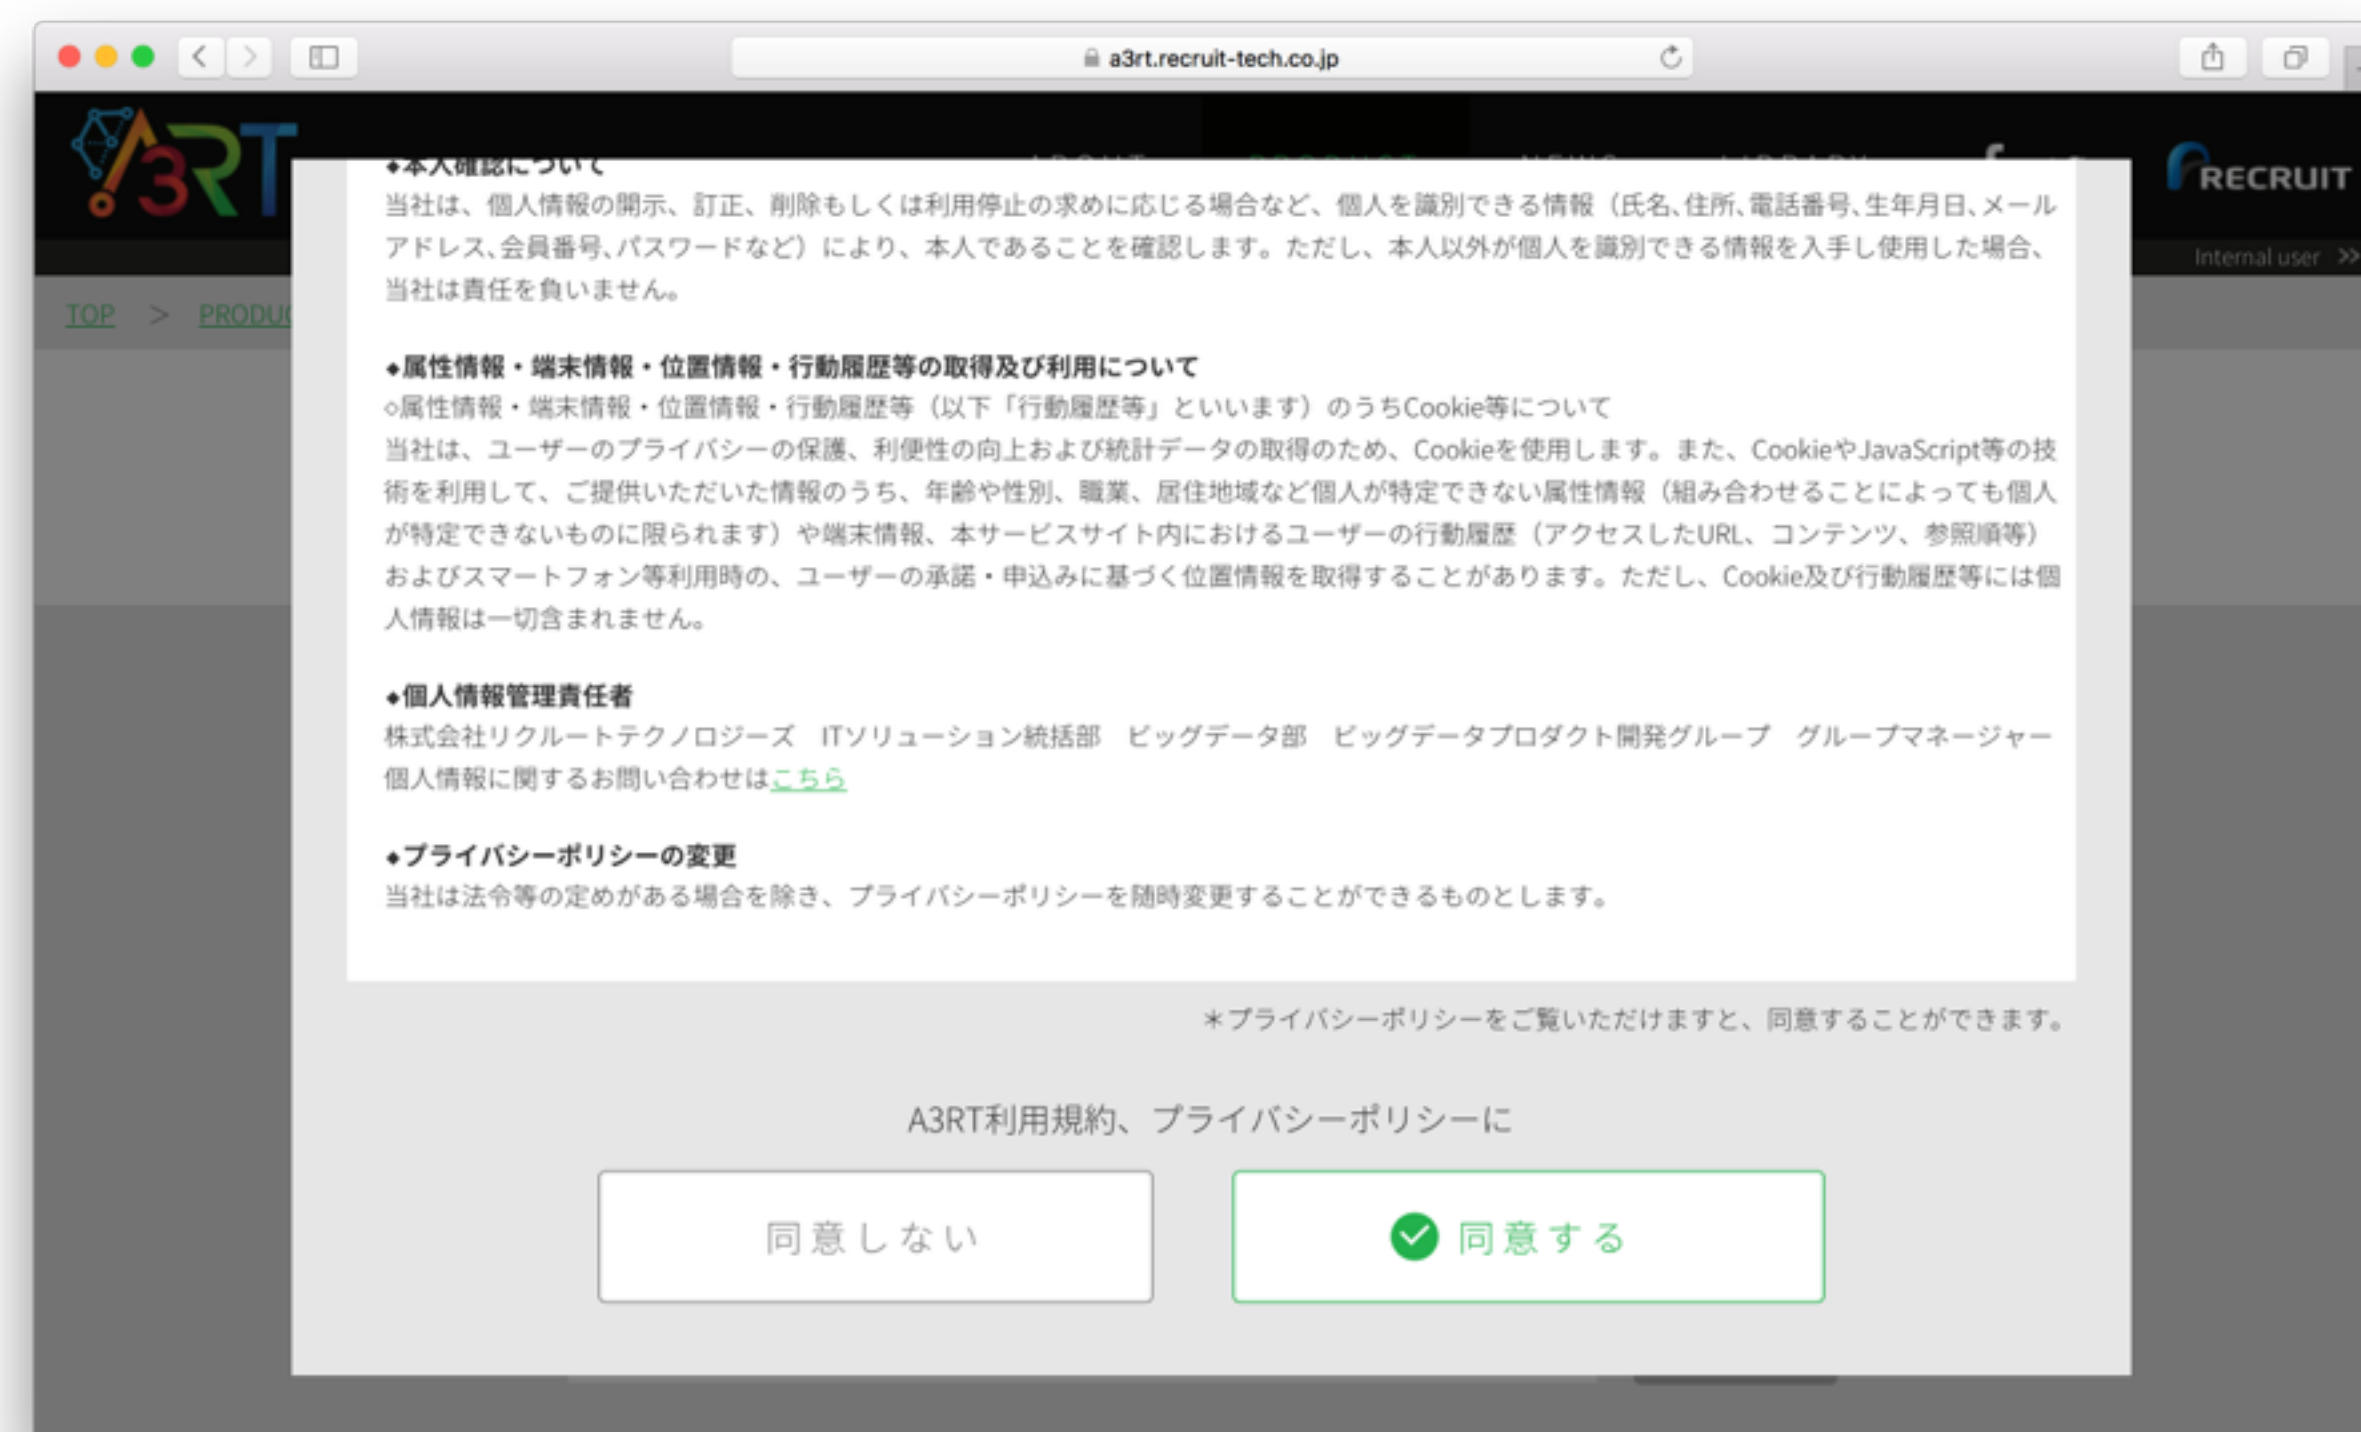 a3rt.recruit-tech.co.jp
A3RT
RECRUIT
Internal user >>
TOP > PRODUC
◆本人確認について
当社は、個人情報の開示、訂正、削除もしくは利用停止の求めに応じる場合など、個人を識別できる情報（氏名、住所、電話番号、生年月日、メール
アドレス、会員番号、パスワードなど）により、本人であることを確認します。ただし、本人以外が個人を識別できる情報を入手し使用した場合、
当社は責任を負いません。
◆属性情報・端末情報・位置情報・行動履歴等の取得及び利用について
◇属性情報・端末情報・位置情報・行動履歴等（以下「行動履歴等」といいます）のうちCookie等について
当社は、ユーザーのプライバシーの保護、利便性の向上および統計データの取得のため、Cookieを使用します。また、CookieやJavaScript等の技
術を利用して、ご提供いただいた情報のうち、年齢や性別、職業、居住地域など個人が特定できない属性情報（組み合わせることによっても個人
が特定できないものに限られます）や端末情報、本サービスサイト内におけるユーザーの行動履歴（アクセスしたURL、コンテンツ、参照順等）
およびスマートフォン等利用時の、ユーザーの承諾・申込みに基づく位置情報を取得することがあります。ただし、Cookie及び行動履歴等には個
人情報は一切含まれません。
◆個人情報管理責任者
株式会社リクルートテクノロジーズ　ITソリューション統括部　ビッグデータ部　ビッグデータプロダクト開発グループ　グループマネージャー
個人情報に関するお問い合わせはこちら
◆プライバシーポリシーの変更
当社は法令等の定めがある場合を除き、プライバシーポリシーを随時変更することができるものとします。
＊プライバシーポリシーをご覧いただけますと、同意することができます。
A3RT利用規約、プライバシーポリシーに
同意しない
同意する